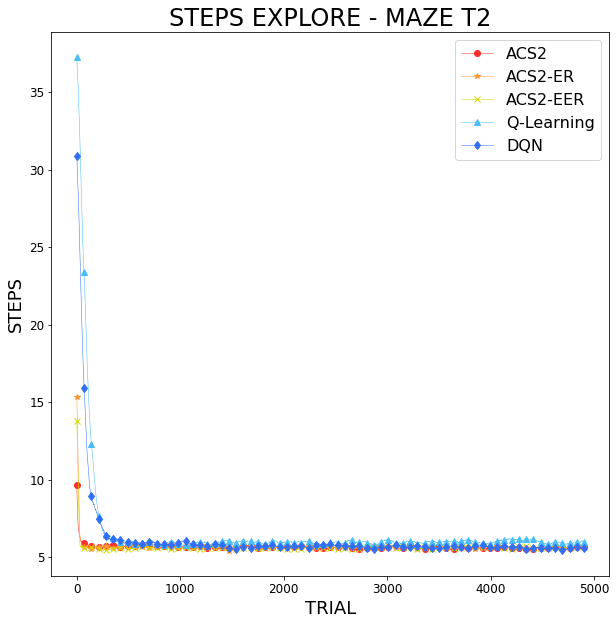 STEPS EXPLORE - MAZE T2
ACS2
ACS2-ER
ACS2-EER
Q-Learning
DQN
STEPS
35
30
25
20
15
10
5
0
1000
2000
3000
4000
5000
TRIAL